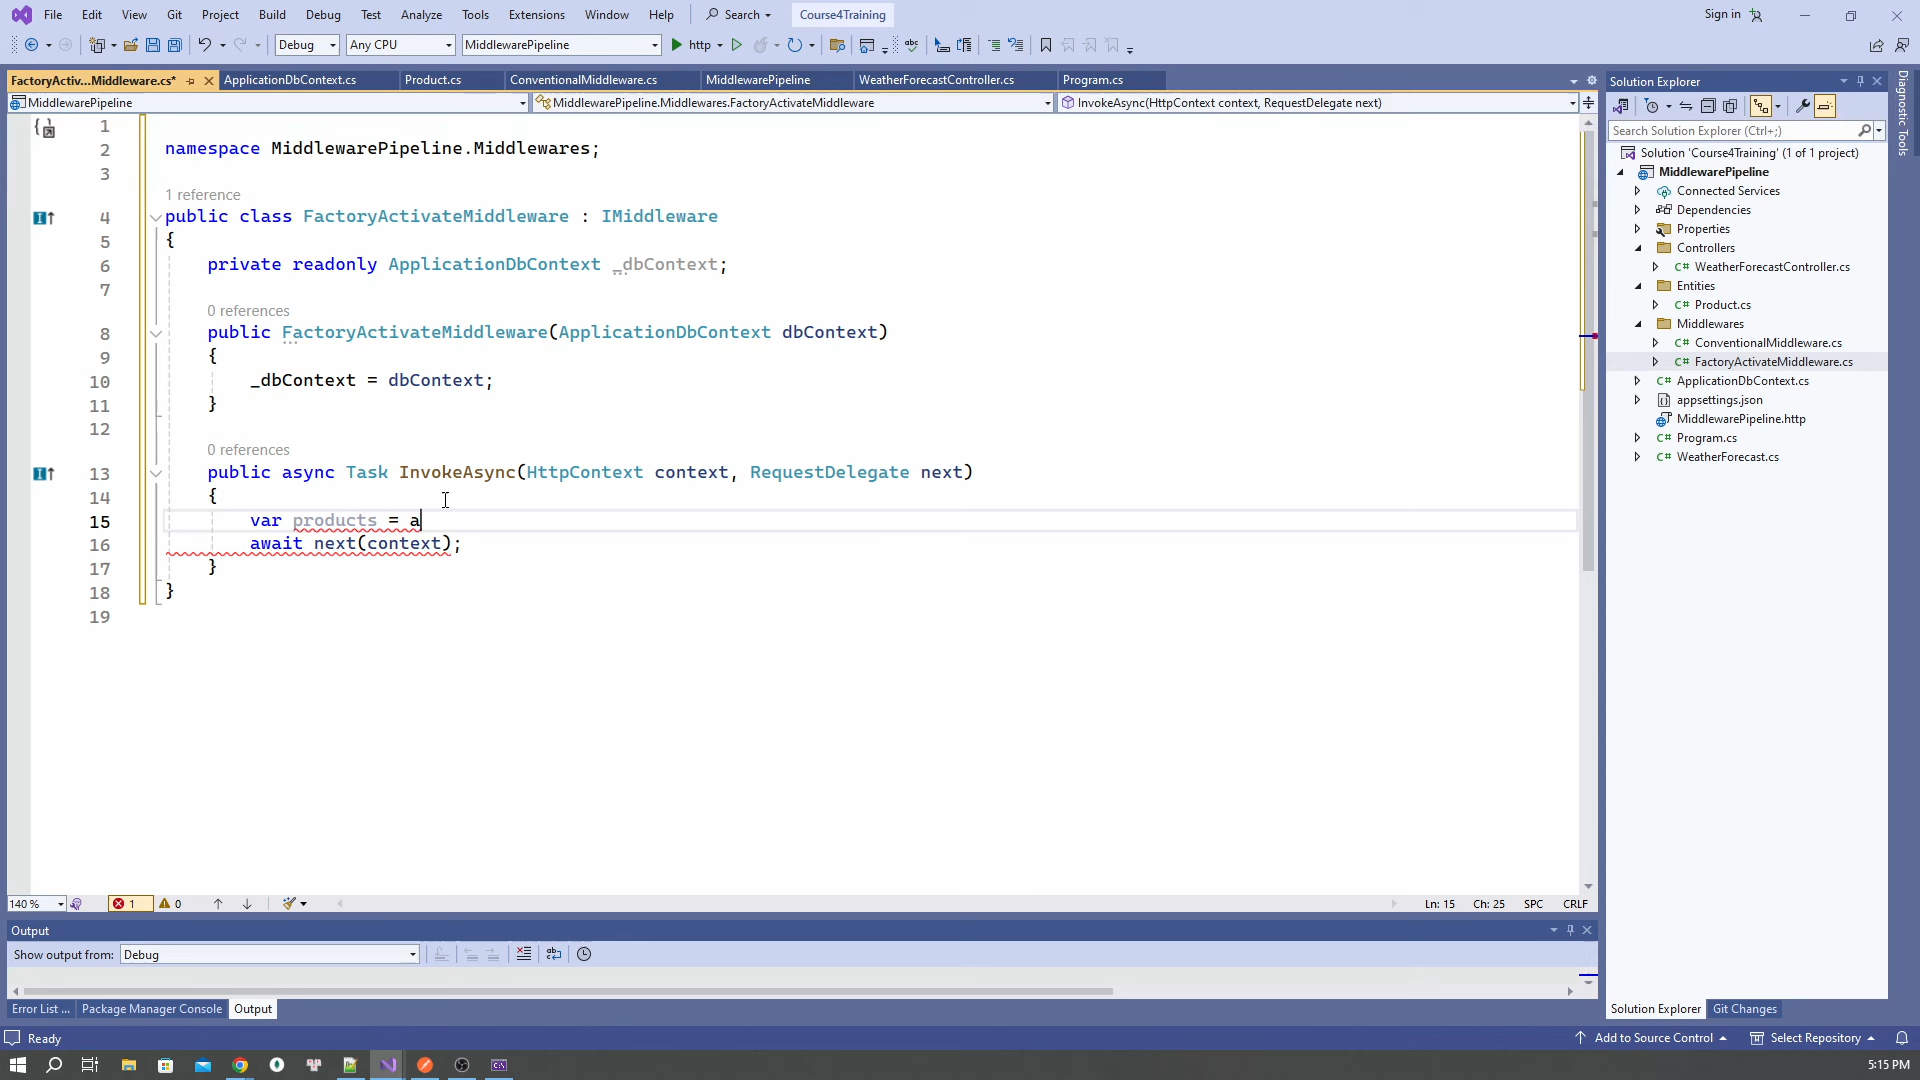 File Edit View Git Project Build Debug Test Analyze Tools Extensions Window Help Search Course4Training Sign in
Debug Any CPU MiddlewarePipeline http
FactoryActiv...Middleware.cs* ApplicationDbContext.cs Product.cs ConventionalMiddleware.cs MiddlewarePipeline WeatherForecastController.cs Program.cs
MiddlewarePipeline MiddlewarePipeline.Middlewares.FactoryActivateMiddleware InvokeAsync(HttpContext context, RequestDelegate next)
1
2 namespace MiddlewarePipeline.Middlewares;
3
1 reference
4 public class FactoryActivateMiddleware : IMiddleware
5 {
6 private readonly ApplicationDbContext _dbContext;
7
0 references
8 public FactoryActivateMiddleware(ApplicationDbContext dbContext)
9 {
10 _dbContext = dbContext;
11 }
12
0 references
13 public async Task InvokeAsync(HttpContext context, RequestDelegate next)
14 {
15 var products = a
16 await next(context);
17 }
18 }
19
140 % 1 0 Ln: 15 Ch: 25 SPC CRLF
Output
Show output from: Debug
Error List ... Package Manager Console Output
Solution Explorer
Search Solution Explorer (Ctrl+;)
Solution 'Course4Training' (1 of 1 project)
MiddlewarePipeline
Connected Services
Dependencies
Properties
Controllers
C# WeatherForecastController.cs
Entities
C# Product.cs
Middlewares
C# ConventionalMiddleware.cs
C# FactoryActivateMiddleware.cs
C# ApplicationDbContext.cs
appsettings.json
MiddlewarePipeline.http
C# Program.cs
C# WeatherForecast.cs
Solution Explorer Git Changes
Diagnostic Tools
Ready Add to Source Control Select Repository
5:15 PM